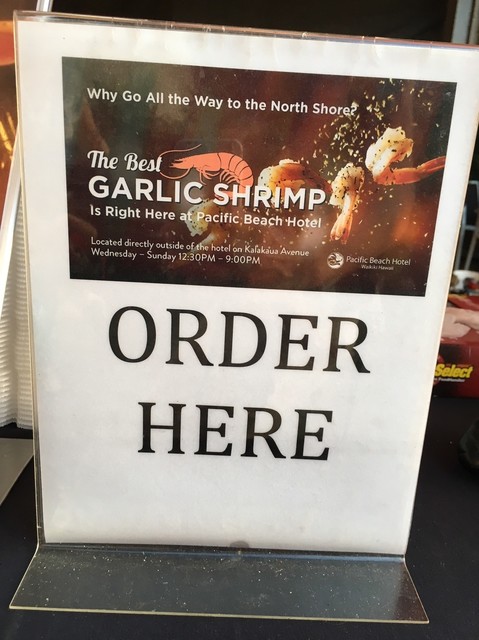 Why Go All the Way to the North Shore?
The Best
GARLIC SHRIMP
Is Right Here at Pacific Beach Hotel
Located directly outside of the hotel on Kalakaua Avenue
Wednesday – Sunday 12:30PM – 9:00PM
Pacific Beach Hotel
Waikiki Hawaii
ORDER
HERE
Select